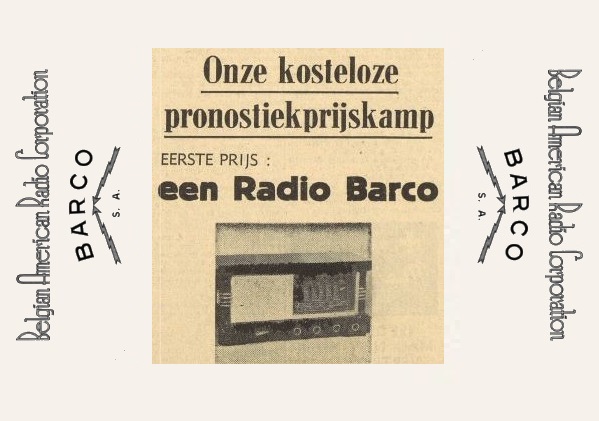 Belgian American Radio Corporation
BARCO
S. A.
Onze kosteloze
pronostiekprijskamp
EERSTE PRIJS :
een Radio Barco
BARCO
S. A.
Belgian American Radio Corporation